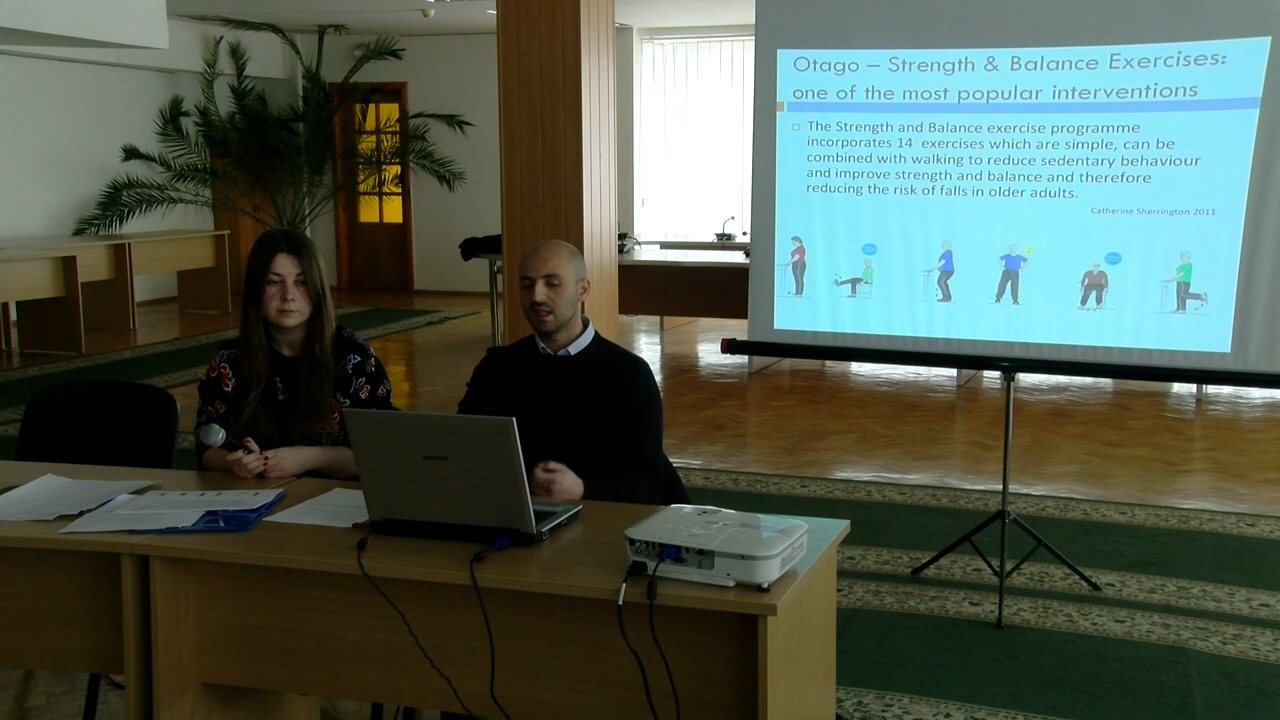 Otago – Strength & Balance Exercises:
one of the most popular interventions
The Strength and Balance exercise programme
incorporates 14 exercises which are simple, can be
combined with walking to reduce sedentary behaviour
and improve strength and balance and therefore
reducing the risk of falls in older adults.
Catherine Sherrington 2011